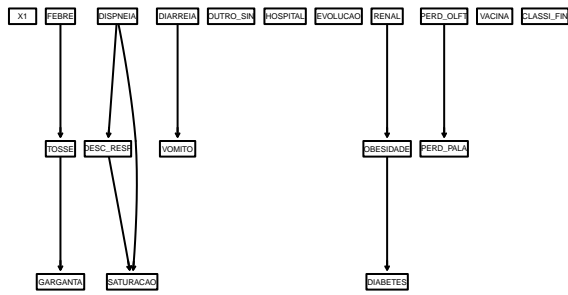 X1 FEBRE DISPNEIA DIARREIA OUTRO_SIN HOSPITAL EVOLUCAO RENAL PERD_OLFT VACINA CLASSI_FIN
TOSSE DESC_RESP VOMITO OBESIDADE PERD_PALA
GARGANTA SATURACAO DIABETES